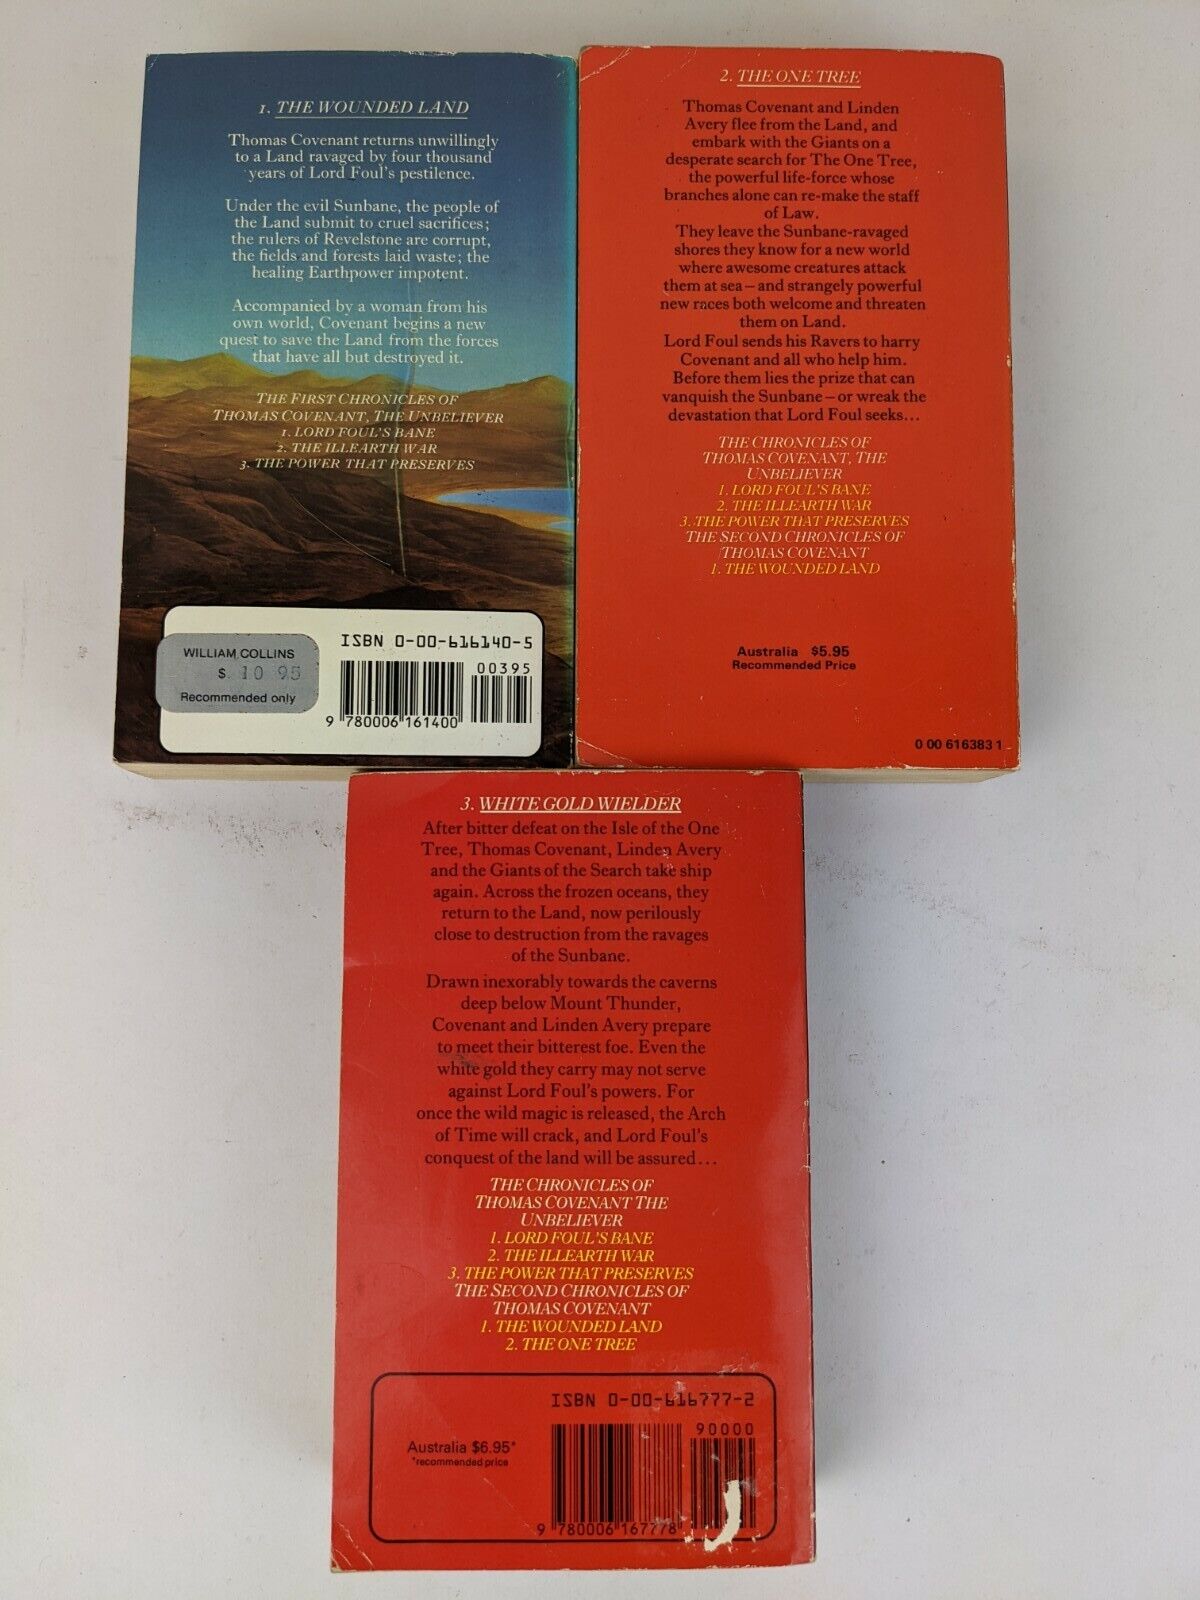 1. THE WOUNDED LAND
Thomas Covenant returns unwillingly
to a Land ravaged by four thousand
years of Lord Foul's pestilence.
Under the evil Sunbane, the people of
the Land submit to cruel sacrifices;
the rulers of Revelstone are corrupt,
the fields and forests laid waste; the
healing Earthpower impotent.
Accompanied by a woman from his
own world, Covenant begins a new
quest to save the Land from the forces
that have all but destroyed it.
THE FIRST CHRONICLES OF
THOMAS COVENANT, THE UNBELIEVER
1. LORD FOUL'S BANE
2. THE ILLEARTH WAR
3. THE POWER THAT PRESERVES
WILLIAM COLLINS
$ 10 95
Recommended only
ISBN 0-00-616140-5
00395
9 780006 161400
2. THE ONE TREE
Thomas Covenant and Linden
Avery flee from the Land, and
embark with the Giants on a
desperate search for The One Tree,
the powerful life-force whose
branches alone can re-make the staff
of Law.
They leave the Sunbane-ravaged
shores they know for a new world
where awesome creatures attack
them at sea – and strangely powerful
new races both welcome and threaten
them on Land.
Lord Foul sends his Ravers to harry
Covenant and all who help him.
Before them lies the prize that can
vanquish the Sunbane – or wreak the
devastation that Lord Foul seeks...
THE CHRONICLES OF
THOMAS COVENANT, THE
UNBELIEVER
1. LORD FOUL'S BANE
2. THE ILLEARTH WAR
3. THE POWER THAT PRESERVES
THE SECOND CHRONICLES OF
THOMAS COVENANT
1. THE WOUNDED LAND
Australia $5.95
Recommended Price
0 00 616383 1
3. WHITE GOLD WIELDER
After bitter defeat on the Isle of the One
Tree, Thomas Covenant, Linden Avery
and the Giants of the Search take ship
again. Across the frozen oceans, they
return to the Land, now perilously
close to destruction from the ravages
of the Sunbane.
Drawn inexorably towards the caverns
deep below Mount Thunder,
Covenant and Linden Avery prepare
to meet their bitterest foe. Even the
white gold they carry may not serve
against Lord Foul's powers. For
once the wild magic is released, the Arch
of Time will crack, and Lord Foul's
conquest of the land will be assured...
THE CHRONICLES OF
THOMAS COVENANT THE
UNBELIEVER
1. LORD FOUL'S BANE
2. THE ILLEARTH WAR
3. THE POWER THAT PRESERVES
THE SECOND CHRONICLES OF
THOMAS COVENANT
1. THE WOUNDED LAND
2. THE ONE TREE
ISBN 0-00-616777-2
90000
Australia $6.95*
*recommended price
9 780006 167778